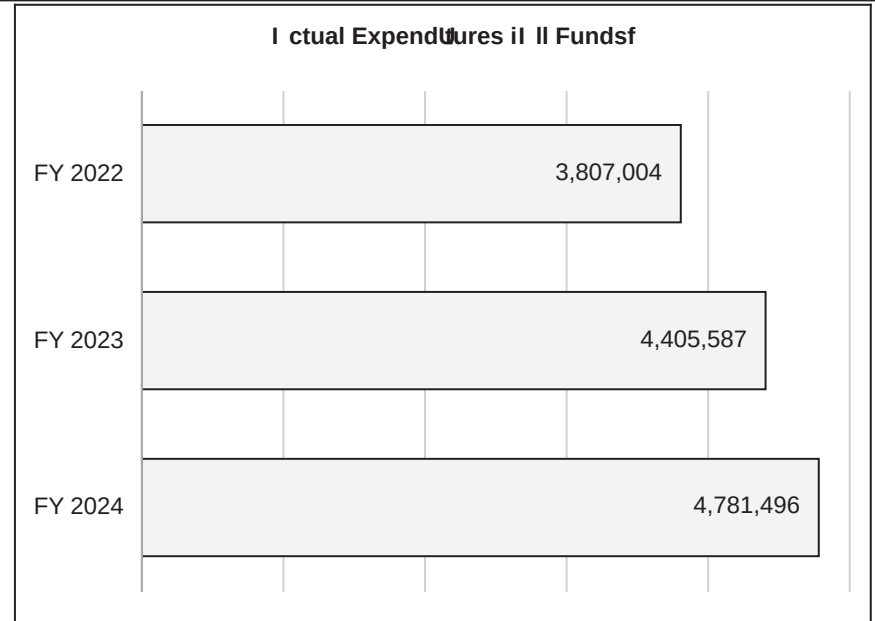 I ctual Expenditures iI ll Fundsf
FY 2022 3,807,004
FY 2023 4,405,587
FY 2024 4,781,496